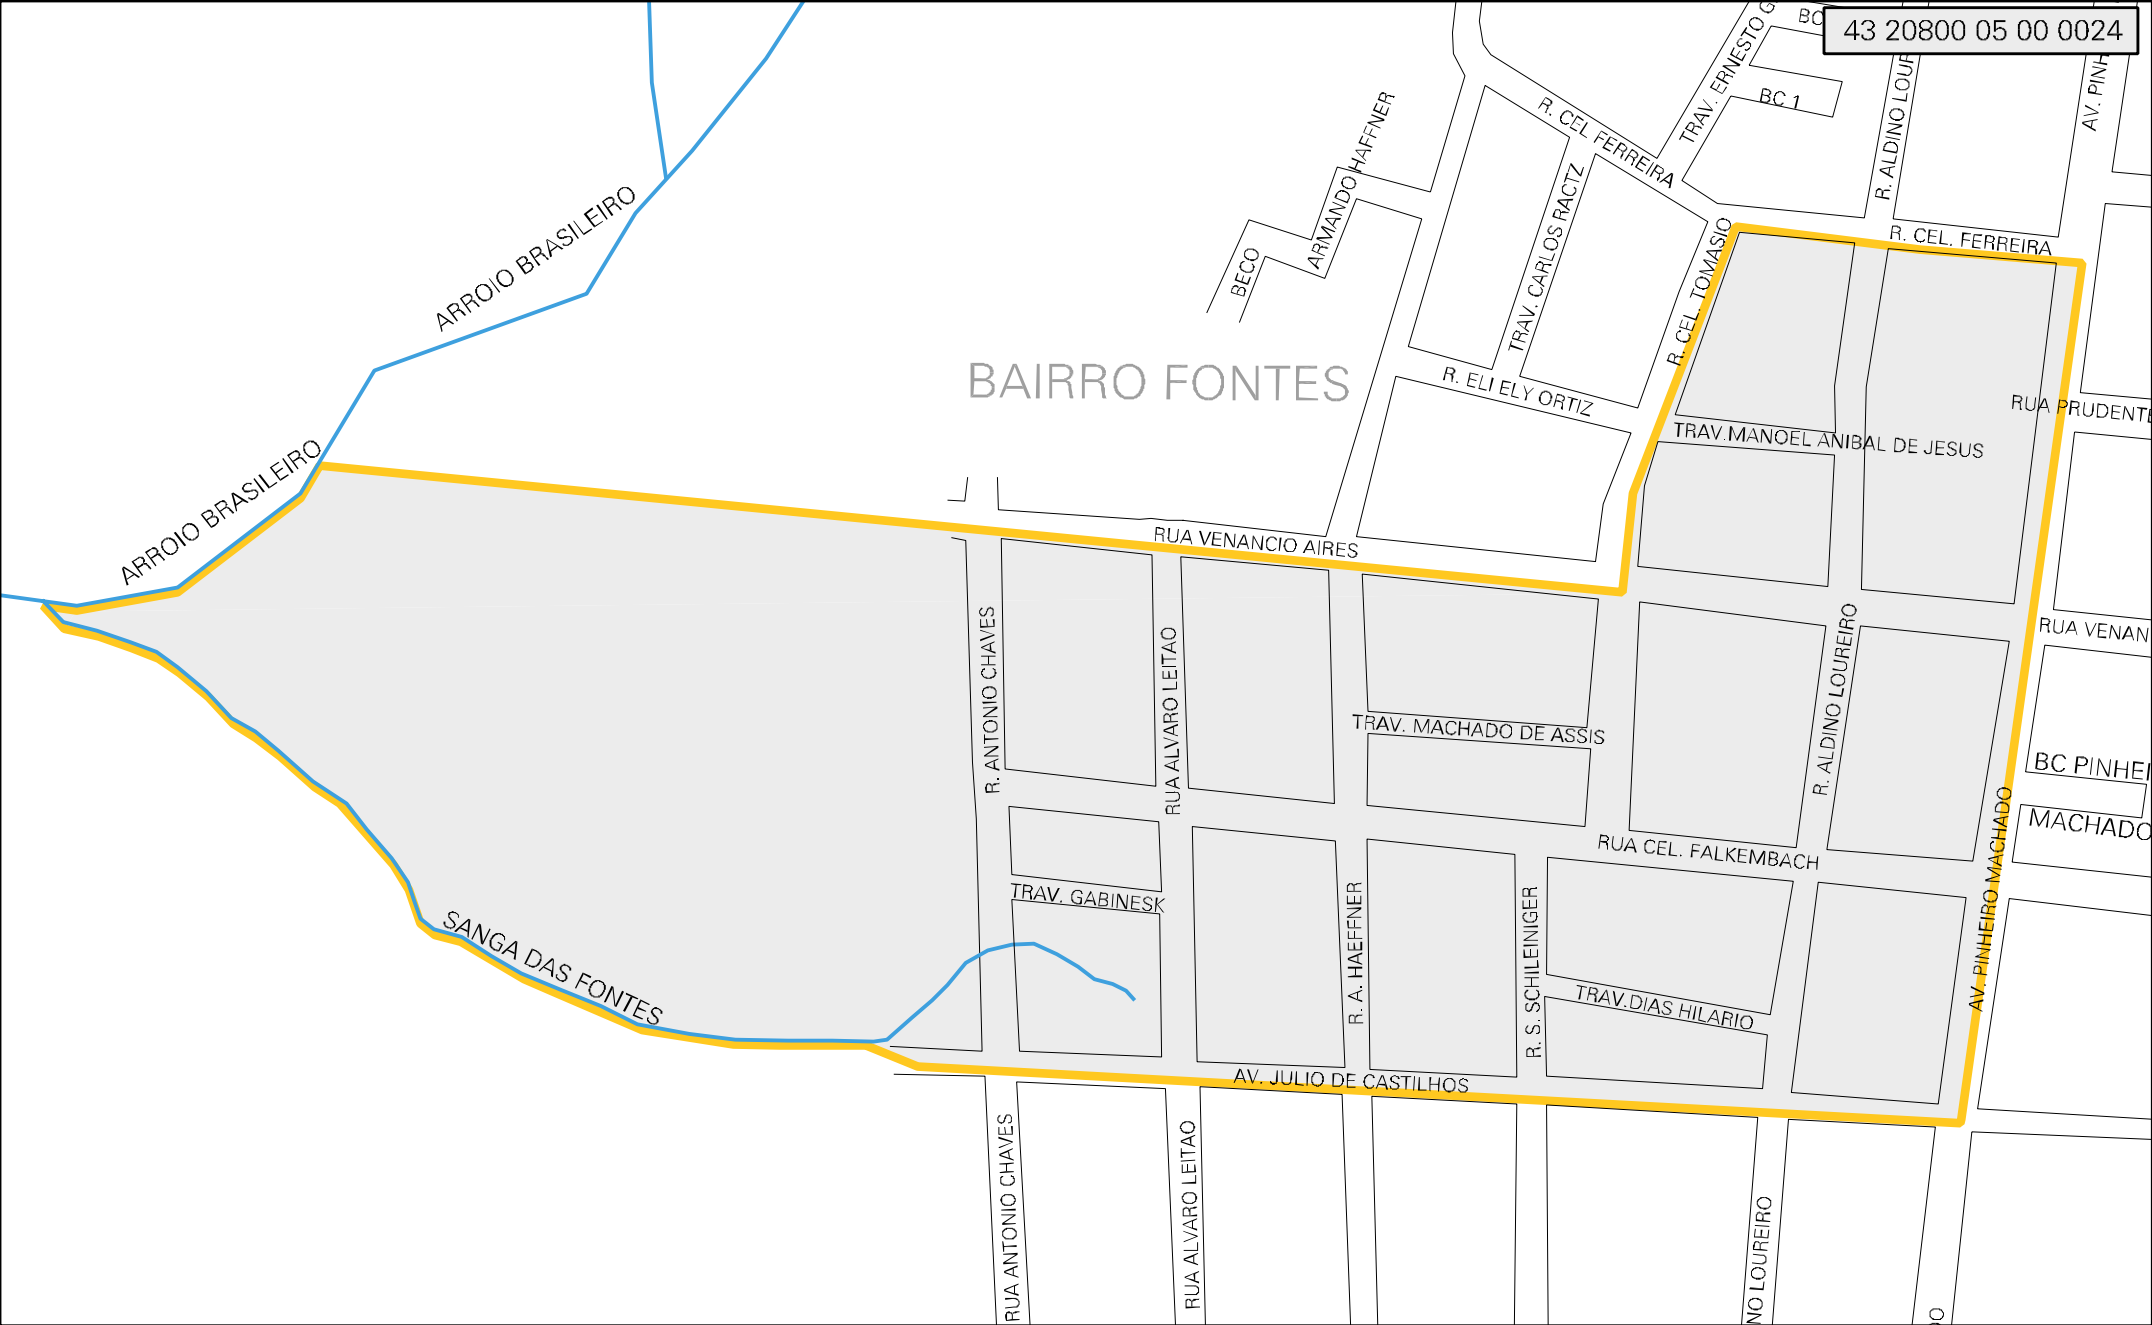 43 20800 05 00 0024
TRAV. ERNESTO G
BC 1
R. ALDINO LOUR
AV. PINH
R. CEL FERREIRA
ARMANDO HAFFNER
BECO
TRAV. CARLOS RACTZ
R. CEL. TOMASIO
R. CEL. FERREIRA
ARROIO BRASILEIRO
BAIRRO FONTES
R. ELI ELY ORTIZ
RUA PRUDENTE
TRAV.MANOEL ANIBAL DE JESUS
ARROIO BRASILEIRO
RUA VENANCIO AIRES
RUA VENAN
R. ANTONIO CHAVES
RUA ALVARO LEITAO
R. ALDINO LOUREIRO
TRAV. MACHADO DE ASSIS
BC PINHEI
MACHADO
RUA CEL. FALKEMBACH
TRAV. GABINESK
R. A. HAEFFNER
R. S. SCHILEINIGER
AV. PINHEIRO MACHADO
SANGA DAS FONTES
TRAV.DIAS HILARIO
AV. JULIO DE CASTILHOS
RUA ANTONIO CHAVES
RUA ALVARO LEITAO
NO LOUREIRO